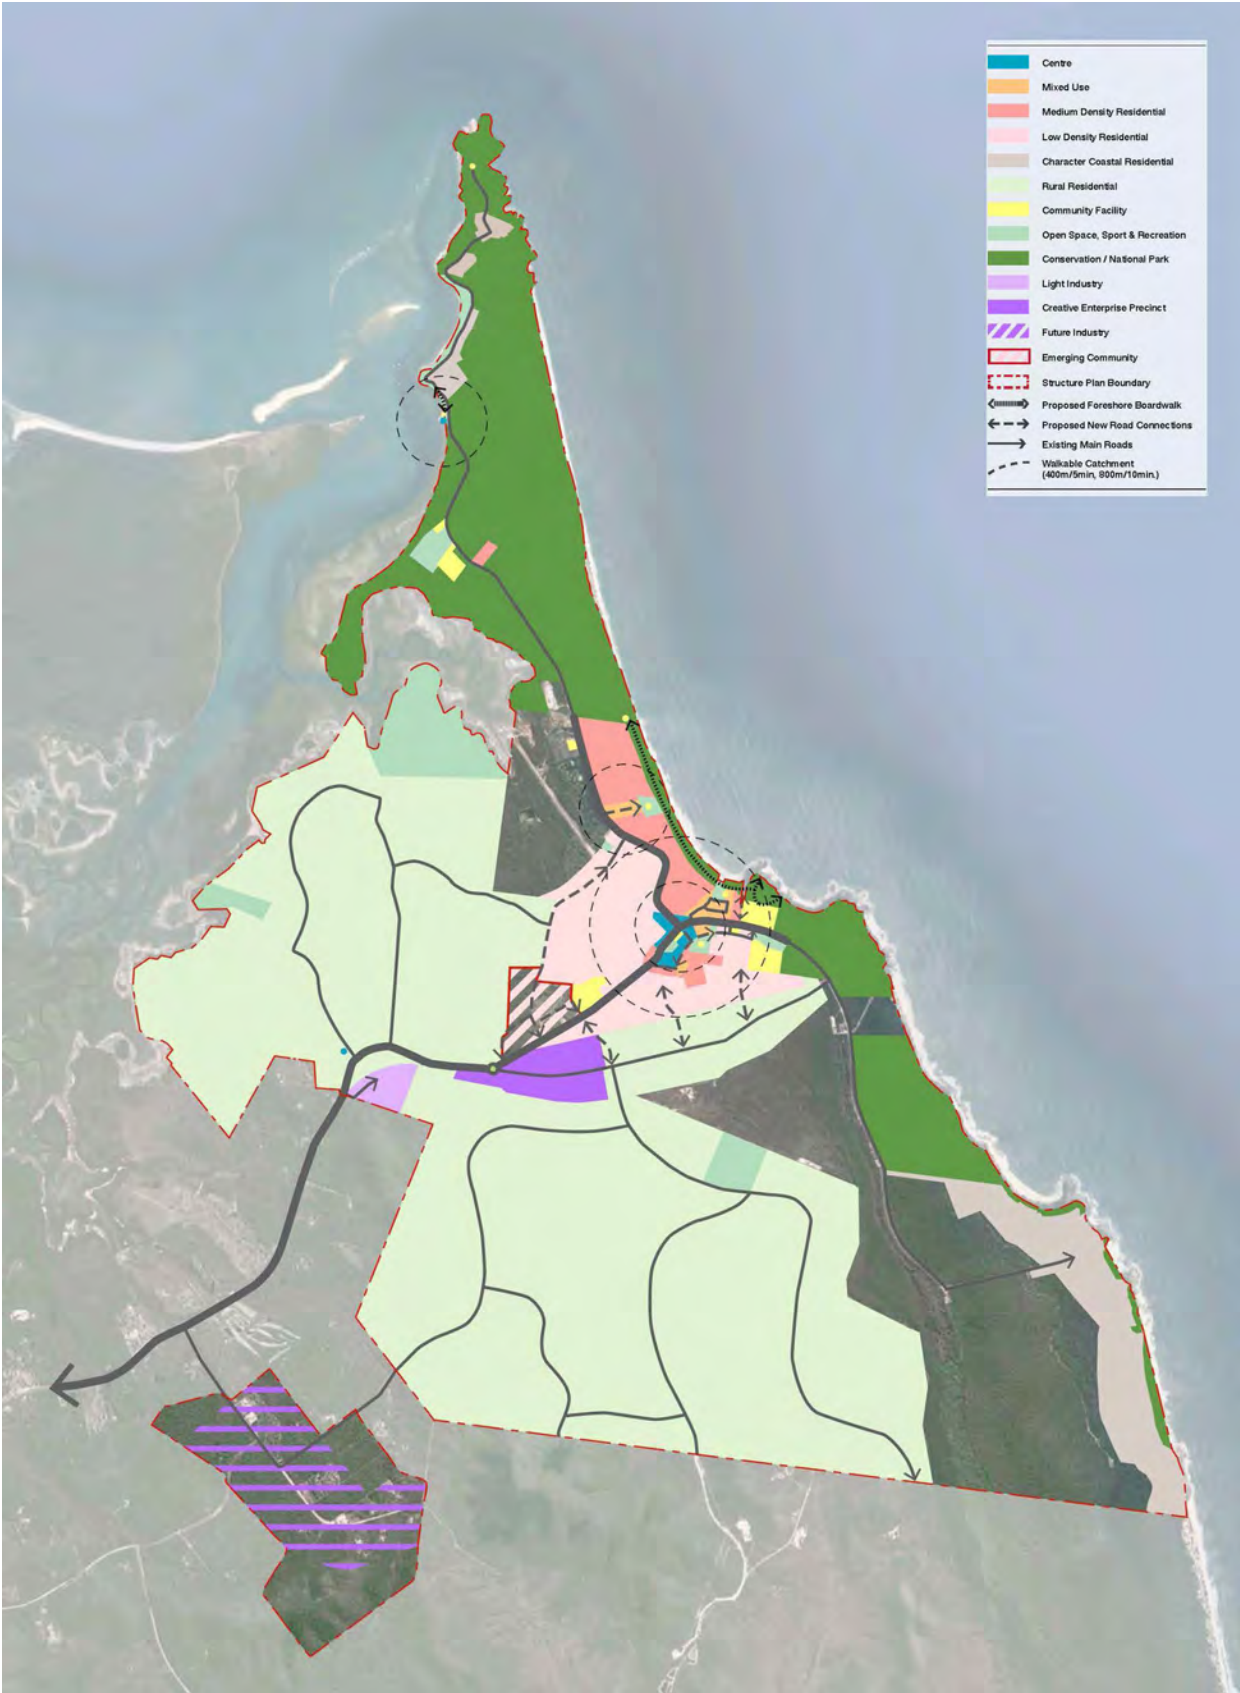 Centre
Mixed Use
Medium Density Residential
Low Density Residential
Character Coastal Residential
Rural Residential
Community Facility
Open Space, Sport & Recreation
Conservation / National Park
Light Industry
Creative Enterprise Precinct
Future Industry
Emerging Community
Structure Plan Boundary
Proposed Foreshore Boardwalk
Proposed New Road Connections
Existing Main Roads
Walkable Catchment
(400m/5min, 800m/10min.)